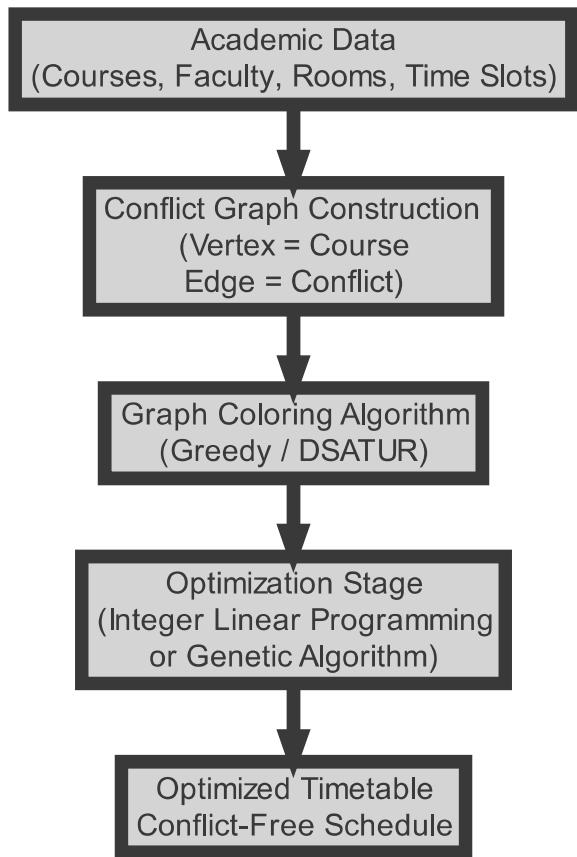 Academic Data
(Courses, Faculty, Rooms, Time Slots)
Conflict Graph Construction
(Vertex = Course
Edge = Conflict)
Graph Coloring Algorithm
(Greedy / DSATUR)
Optimization Stage
(Integer Linear Programming
or Genetic Algorithm)
Optimized Timetable
Conflict-Free Schedule